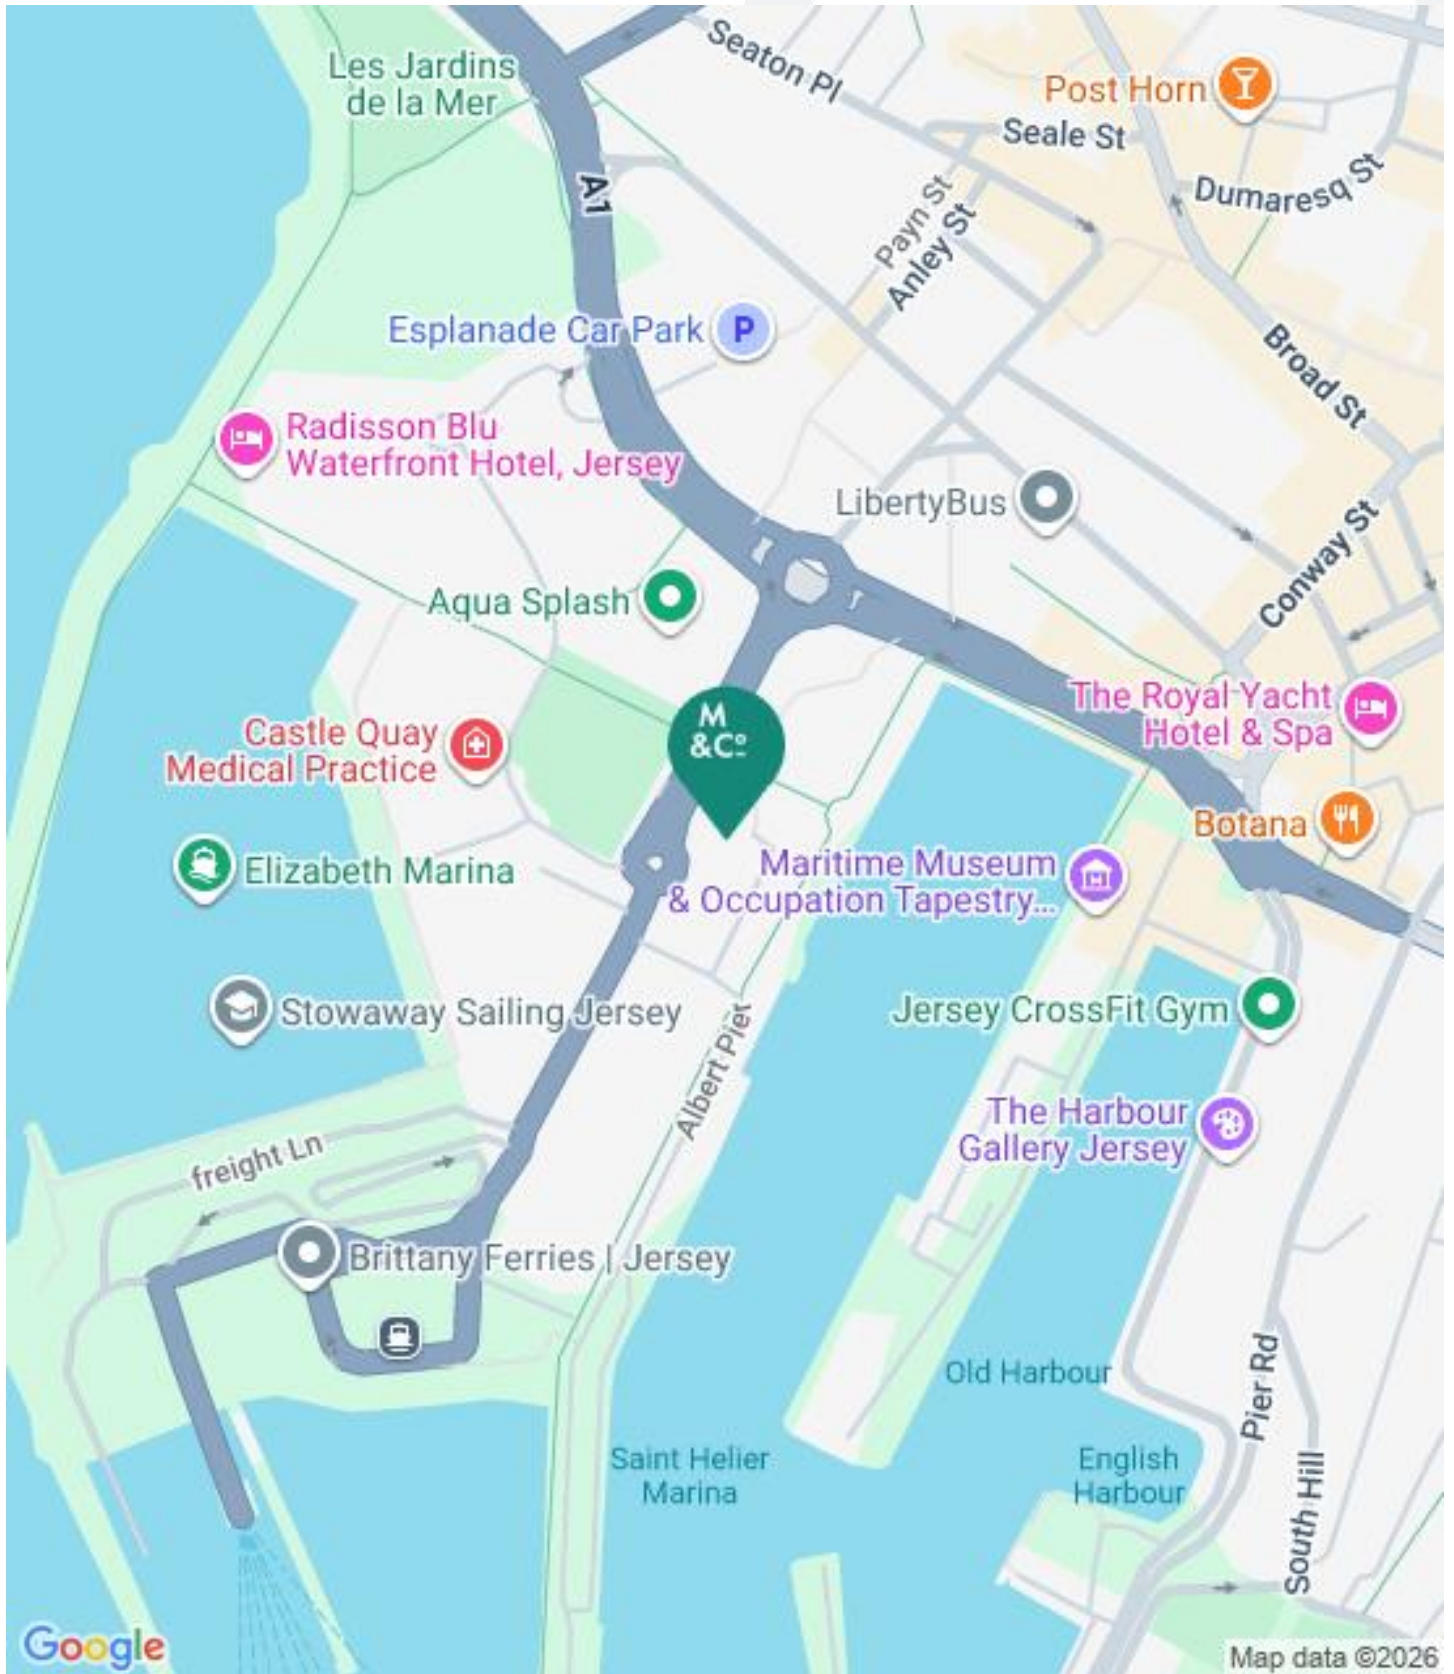 Les Jardins
de la Mer
Seaton Pl
Post Horn
Seale St
Dumaresq St
A1
Payn St
Anley St
Esplanade Car Park
P
Broad St
Radisson Blu
Waterfront Hotel, Jersey
LibertyBus
Conway St
Aqua Splash
The Royal Yacht
Hotel & Spa
M
&Cº
Castle Quay
Medical Practice
Botana
Elizabeth Marina
Maritime Museum
& Occupation Tapestry...
Stowaway Sailing Jersey
Jersey CrossFit Gym
Albert Pier
The Harbour
Gallery Jersey
freight Ln
Brittany Ferries | Jersey
Old Harbour
Pier Rd
Saint Helier
Marina
English
Harbour
South Hill
Google
Map data ©2026